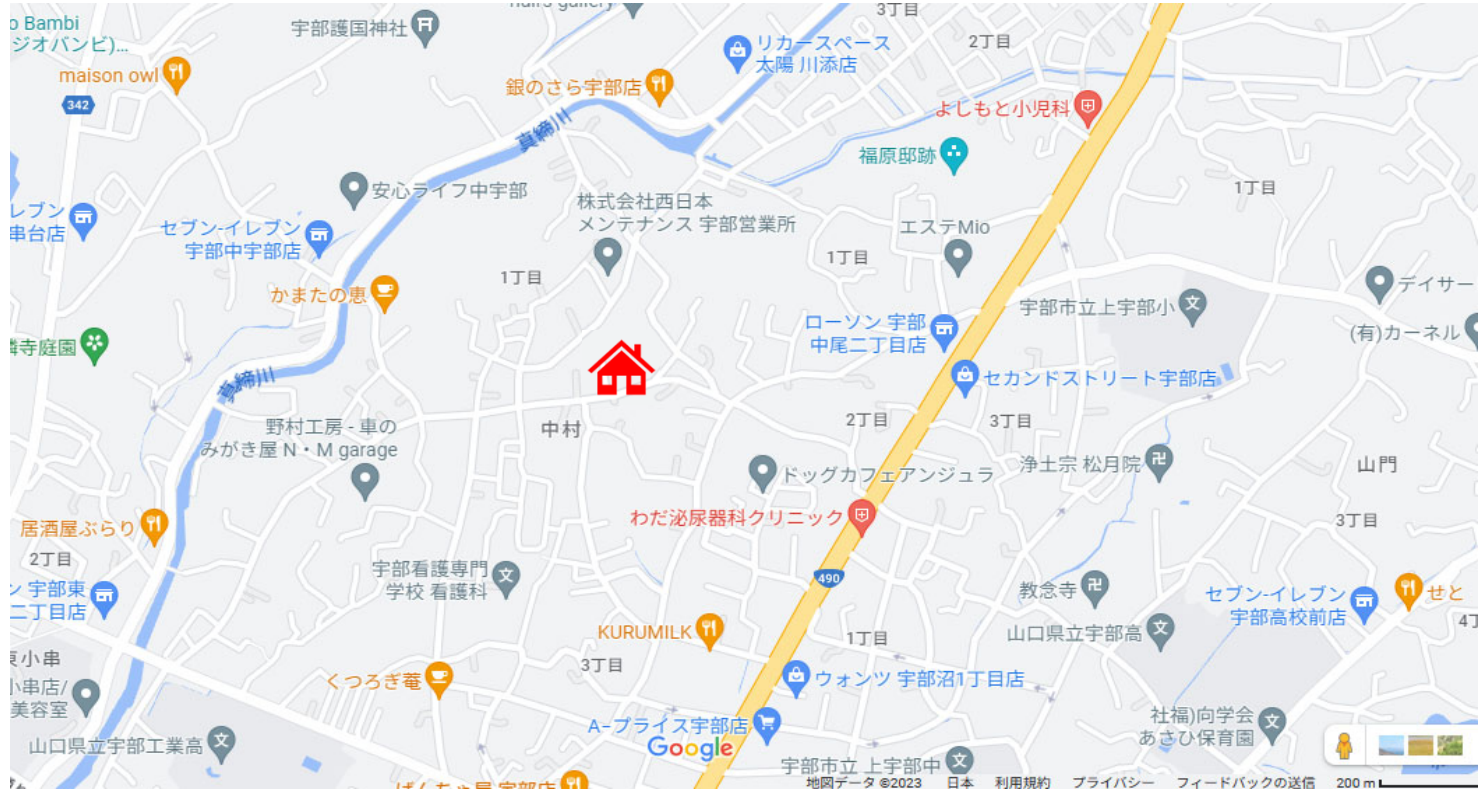 o Bambi
ジオバンビ)...
宇部護国神社
3丁目
2丁目
リカースペース
太陽 川添店
maison owl
342
銀のさら宇部店
真締川
よしもと小児科
福原邸跡
安心ライフ中宇部
株式会社西日本
メンテナンス 宇部営業所
1丁目
レブン
串台店
セブン-イレブン
宇部中宇部店
エステMio
1丁目
1丁目
かまたの恵
デイサー
宇部市立上宇部小
ローソン 宇部
中尾二丁目店
(有)カーネル
寺庭園
セカンドストリート宇部店
真締川
中村
2丁目
3丁目
野村工房 - 車の
みがき屋 N・M garage
ドッグカフェアンジュラ
浄土宗 松月院
山門
わだ泌尿器科クリニック
3丁目
居酒屋ぶらり
2丁目
宇部看護専門
学校 看護科
490
ン 宇部東
二丁目店
教念寺
セブン-イレブン
宇部高校前店
せと
4丁
KURUMILK
1丁目
山口県立宇部高
東小串
3丁目
小串店/
美容室
くつろぎ菴
ウォンツ 宇部沼1丁目店
A-プライス宇部店
社福)向学会
あさひ保育園
山口県立宇部工業高
Google
宇部市立 上宇部中
地図データ ©2023 日本 利用規約 プライバシー フィードバックの送信 200 m